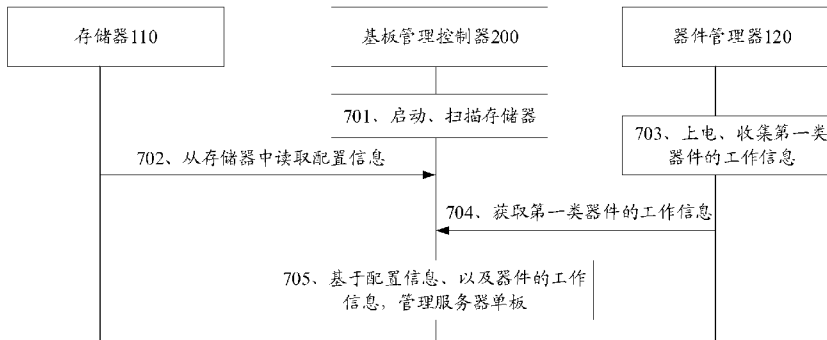 存储器110
基板管理控制器200
器件管理器120
701、启动、扫描存储器
702、从存储器中读取配置信息
703、上电、收集第一类
器件的工作信息
704、获取第一类器件的工作信息
705、基于配置信息、以及器件的工作
信息，管理服务器单板